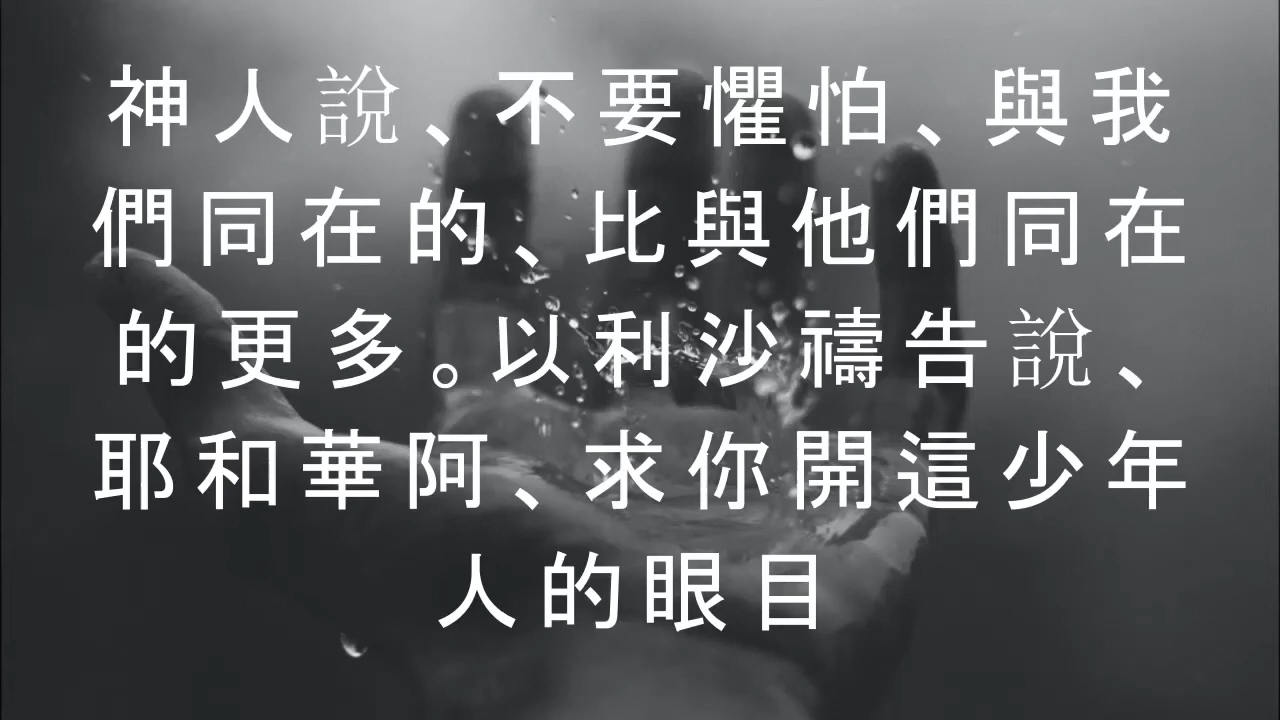 神人說、不要懼怕、與我
們同在的、比與他們同在
的更多。以利沙禱告說、
耶和華阿、求你開這少年
人的眼目